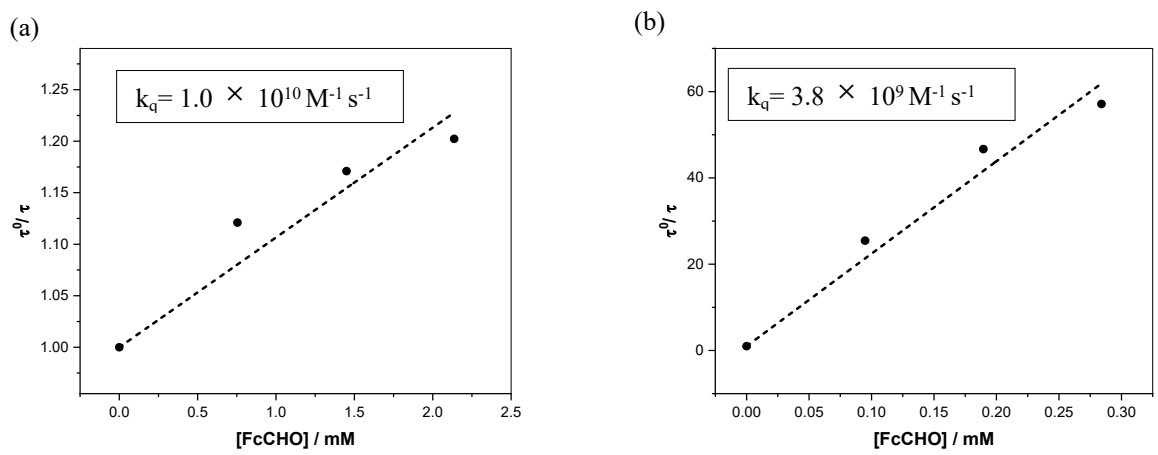 (a)
k_q= 1.0 × 10^10 M^-1 s^-1
1.25
1.20
1.15
1.10
1.05
1.00
τ^0/ τ
0.0 0.5 1.0 1.5 2.0 2.5
[FcCHO] / mM
(b)
k_q= 3.8 × 10^9 M^-1 s^-1
60
40
20
0
τ^0/ τ
0.00 0.05 0.10 0.15 0.20 0.25 0.30
[FcCHO] / mM